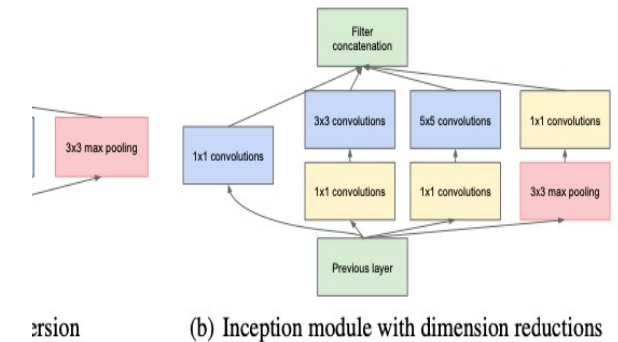 Filter
concatenation
3x3 max pooling
1x1 convolutions
3x3 convolutions
5x5 convolutions
1x1 convolutions
1x1 convolutions
1x1 convolutions
3x3 max pooling
Previous layer
ersion
(b) Inception module with dimension reductions